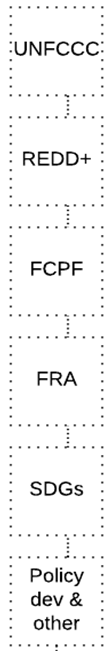 UNFCCC
REDD+
FCPF
FRA
SDGs
Policy
dev &
other